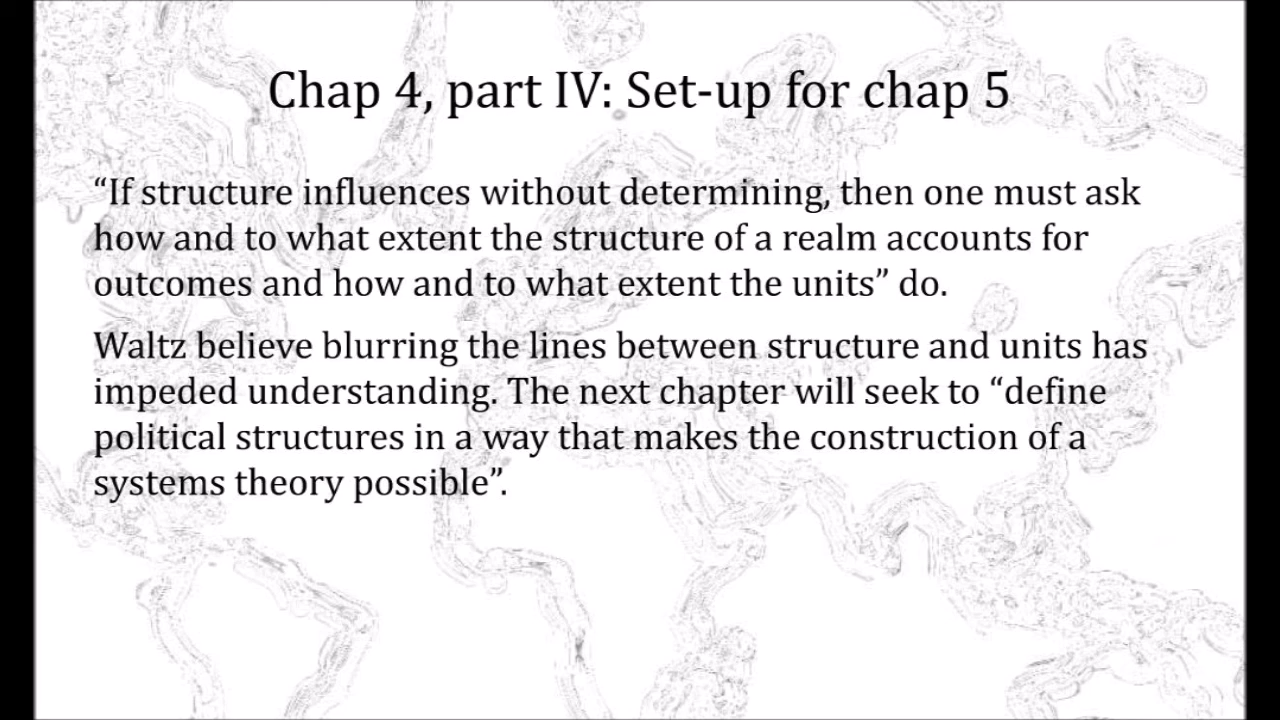 Chap 4, part IV: Set-up for chap 5
“If structure influences without determining, then one must ask
how and to what extent the structure of a realm accounts for
outcomes and how and to what extent the units” do.
Waltz believe blurring the lines between structure and units has
impeded understanding. The next chapter will seek to “define
political structures in a way that makes the construction of a
systems theory possible”.